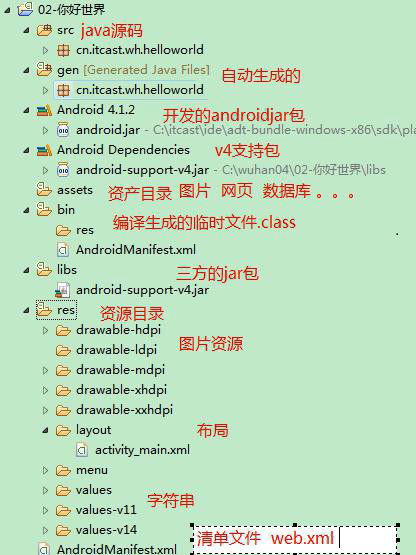 02-你好世界
src java源码
cn.itcast.wh.helloworld
gen [Generated Java Files] 自动生成的
cn.itcast.wh.helloworld
Android 4.1.2 开发的androidjar包
android.jar - C:\itcast\ide\adt-bundle-windows-x86\sdk\pla
Android Dependencies v4支持包
android-support-v4.jar - C:\wuhan04\02-你好世界\libs
assets 资产目录 图片 网页 数据库 。。。
bin
编译生成的临时文件.class
res
AndroidManifest.xml
libs 三方的jar包
android-support-v4.jar
res 资源目录
drawable-hdpi
drawable-ldpi 图片资源
drawable-mdpi
drawable-xhdpi
drawable-xxhdpi
layout 布局
activity_main.xml
menu
values 字符串
values-v11
values-v14
清单文件 web.xml
AndroidManifest.xml